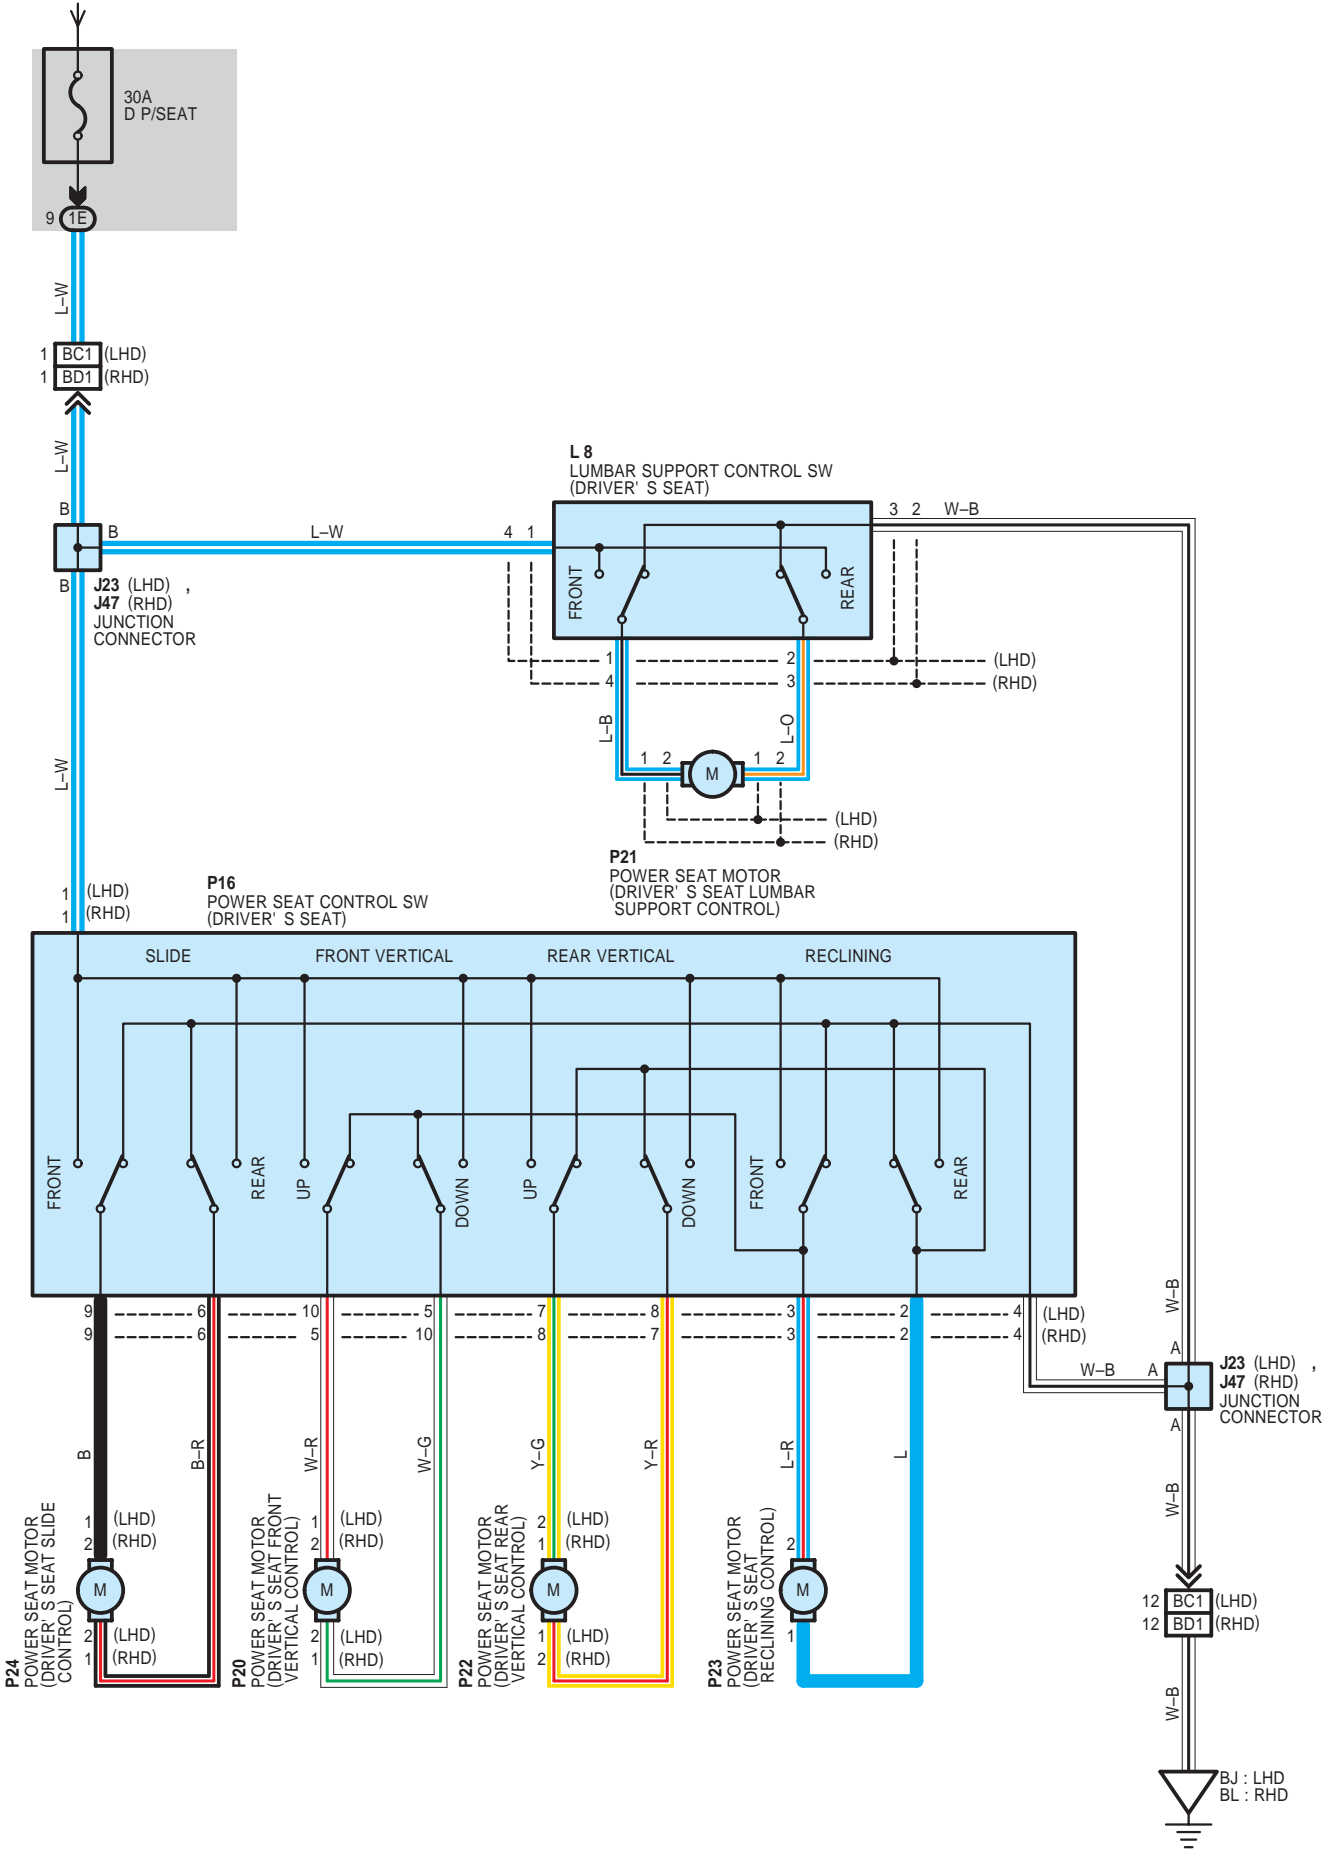 30A
D P/SEAT
9 1E
L–W
1 BC1 (LHD)
1 BD1 (RHD)
L–W
B
B
L–W
B
J23 (LHD) ,
J47 (RHD)
JUNCTION
CONNECTOR
L 8
LUMBAR SUPPORT CONTROL SW
(DRIVER' S SEAT)
4 1
3 2
W–B
FRONT
REAR
1 2 (LHD)
4 3 (RHD)
L–B
L–O
1 2
M
1 2
(LHD)
(RHD)
P21
POWER SEAT MOTOR
(DRIVER' S SEAT LUMBAR
SUPPORT CONTROL)
L–W
1 (LHD)
1 (RHD)
P16
POWER SEAT CONTROL SW
(DRIVER' S SEAT)
SLIDE
FRONT VERTICAL
REAR VERTICAL
RECLINING
FRONT
REAR
UP
DOWN
UP
DOWN
FRONT
REAR
9 6 10 5 7 8 3 2 4 (LHD)
9 6 5 10 8 7 3 2 4 (RHD)
B
B–R
W–R
W–G
Y–G
Y–R
L–R
L
W–B
A
W–B
A
A
J23 (LHD) ,
J47 (RHD)
JUNCTION
CONNECTOR
W–B
1 (LHD)
2 (RHD)
M
2 (LHD)
1 (RHD)
P24
POWER SEAT MOTOR
(DRIVER' S SEAT SLIDE
CONTROL)
1 (LHD)
2 (RHD)
M
2 (LHD)
1 (RHD)
P20
POWER SEAT MOTOR
(DRIVER' S SEAT FRONT
VERTICAL CONTROL)
2 (LHD)
1 (RHD)
M
1 (LHD)
2 (RHD)
P22
POWER SEAT MOTOR
(DRIVER' S SEAT REAR
VERTICAL CONTROL)
2
M
1
P23
POWER SEAT MOTOR
(DRIVER' S SEAT
RECLINING CONTROL)
12 BC1 (LHD)
12 BD1 (RHD)
W–B
BJ : LHD
BL : RHD